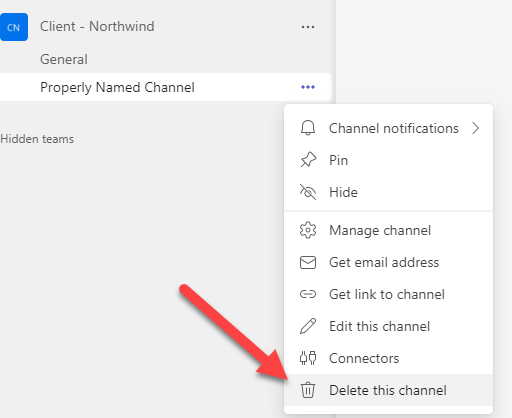 CN
Client - Northwind
General
Properly Named Channel
Hidden teams
Channel notifications
Pin
Hide
Manage channel
Get email address
Get link to channel
Edit this channel
Connectors
Delete this channel